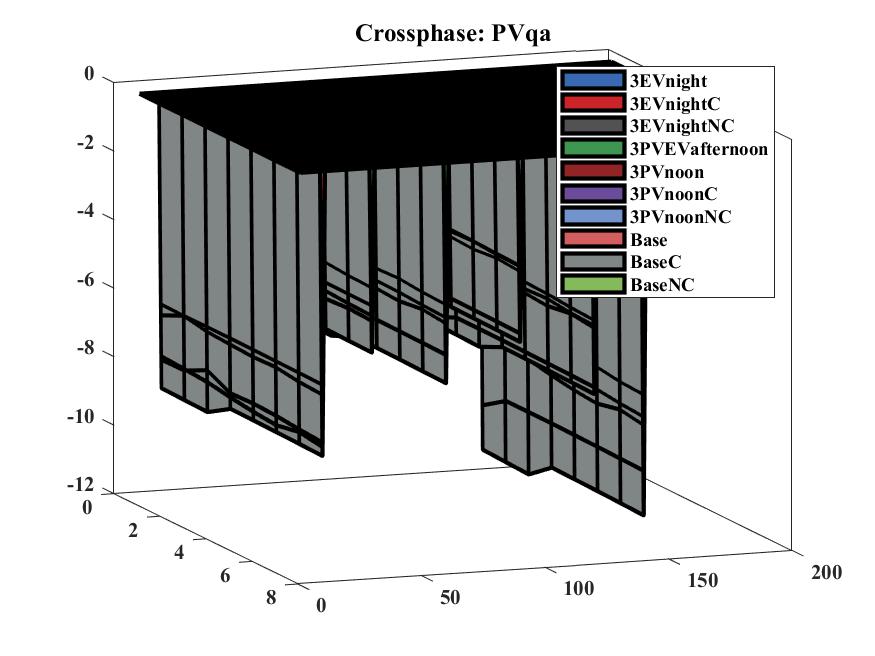 Crossphase: PVqa
0
-2
-4
-6
-8
-10
-12
0
2
4
6
8
0
50
100
150
200
3EVnight
3EVnightC
3EVnightNC
3PVEVafternoon
3PVnoon
3PVnoonC
3PVnoonNC
Base
BaseC
BaseNC